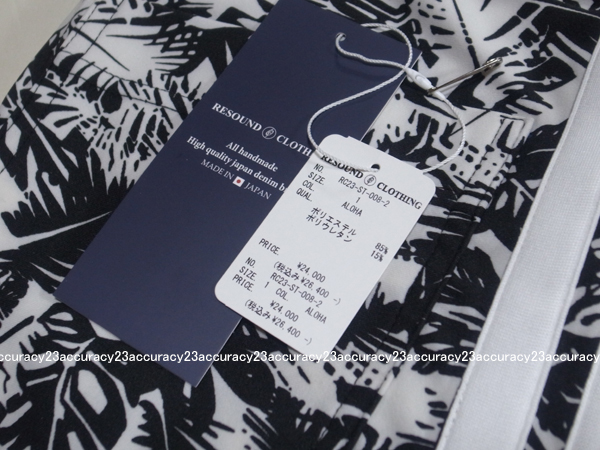 RESOUND CLOTHING
All handmade
High quality japan denim b
MADE IN JAPAN
RESOUND CLOTHING
NO. RC23-ST-008-2
SIZE. 1
COL. ALOHA
QUAL.
ポリエステル 85%
ポリウレタン 15%
PRICE ¥24,000
(税込み¥26,400 -)
NO. RC23-ST-008-2
SIZE. 1 COL. ALOHA
PRICE ¥24,000
(税込み¥26,400 -)
accuracy23accuracy23accuracy23accuracy23accuracy23accuracy23accuracy23accuracy23accuracy23